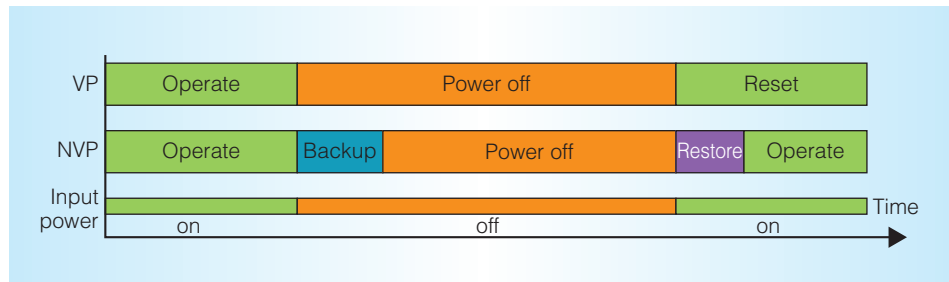 VP Operate Power off Reset
NVP Operate Backup Power off Restore Operate
Input
power
Time
on off on